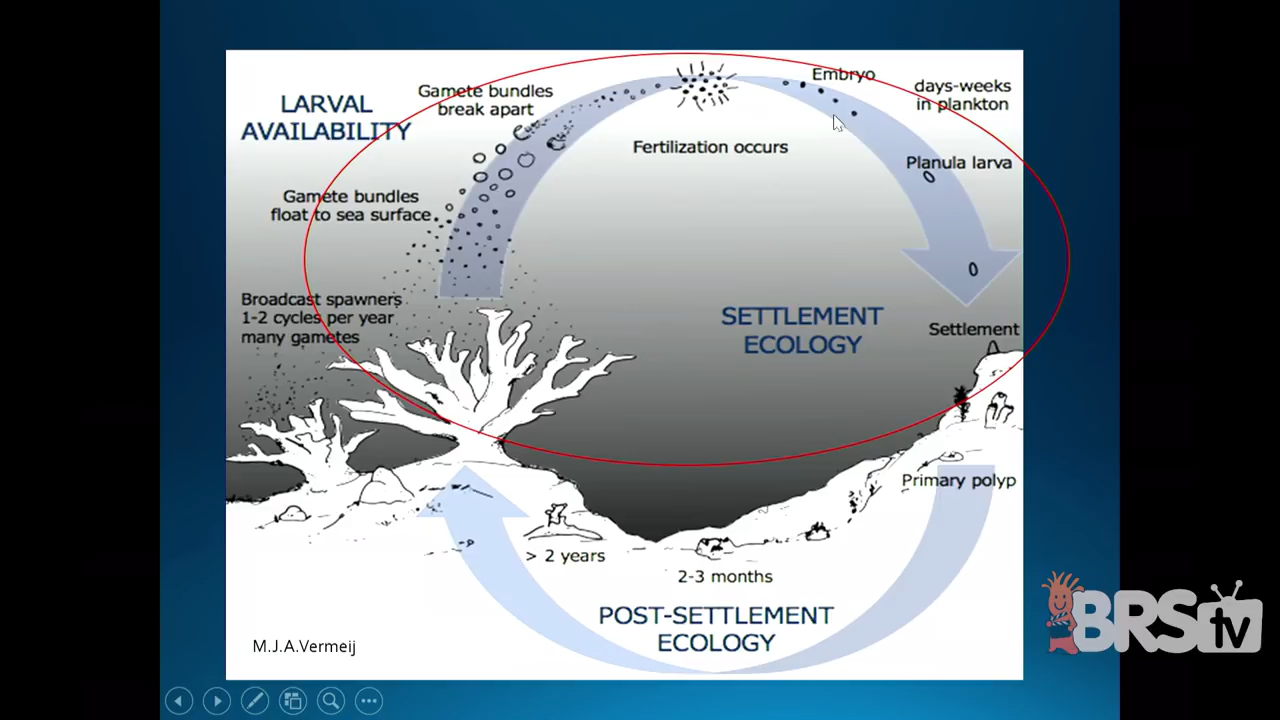 LARVAL
AVAILABILITY
Gamete bundles
break apart
Embryo
days-weeks
in plankton
Fertilization occurs
Planula larva
Gamete bundles
float to sea surface
Broadcast spawners
1-2 cycles per year
many gametes
SETTLEMENT
ECOLOGY
Settlement
Primary polyp
> 2 years
2-3 months
POST-SETTLEMENT
ECOLOGY
M.J.A.Vermeij
BRS tv